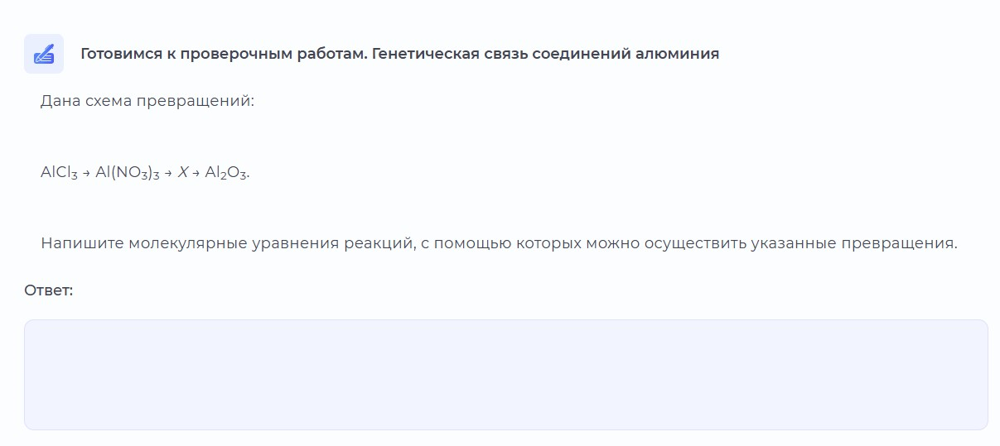 Готовимся к проверочным работам. Генетическая связь соединений алюминия
Дана схема превращений:
AlCl₃ → Al(NO₃)₃ → X → Al₂O₃.
Напишите молекулярные уравнения реакций, с помощью которых можно осуществить указанные превращения.
Ответ: